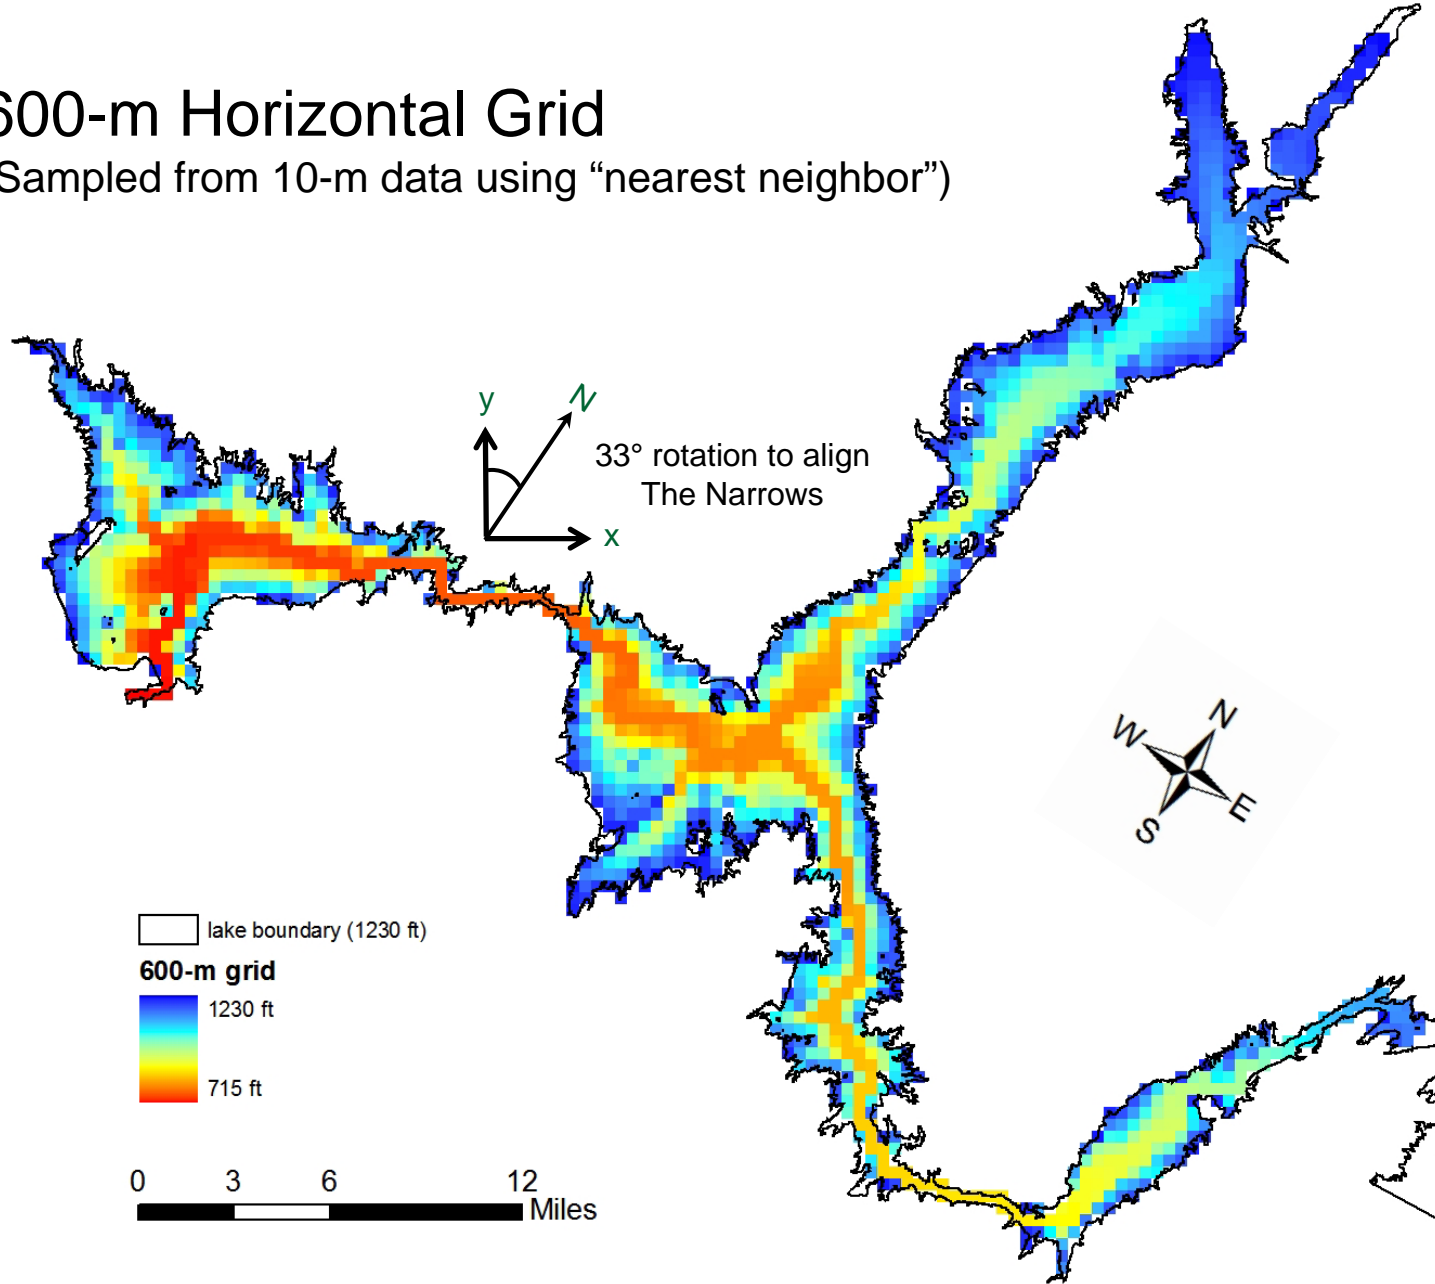 600-m Horizontal Grid
(Sampled from 10-m data using “nearest neighbor”)
y
N
33° rotation to align
The Narrows
x
N
W
E
S
lake boundary (1230 ft)
600-m grid
1230 ft
715 ft
0 3 6 12
Miles